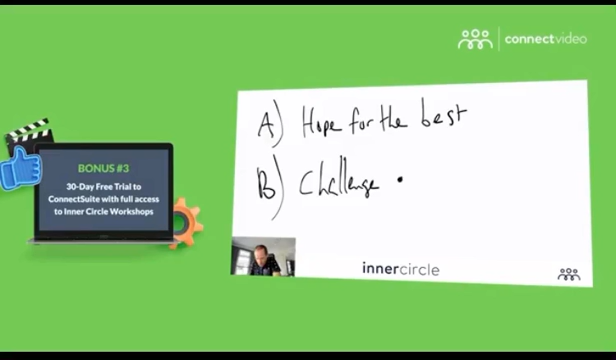 connectvideo
A) Hope for the best
B) Challenge
BONUS #3
30-Day Free Trial to
ConnectSuite with full access
to Inner Circle Workshops
innercircle